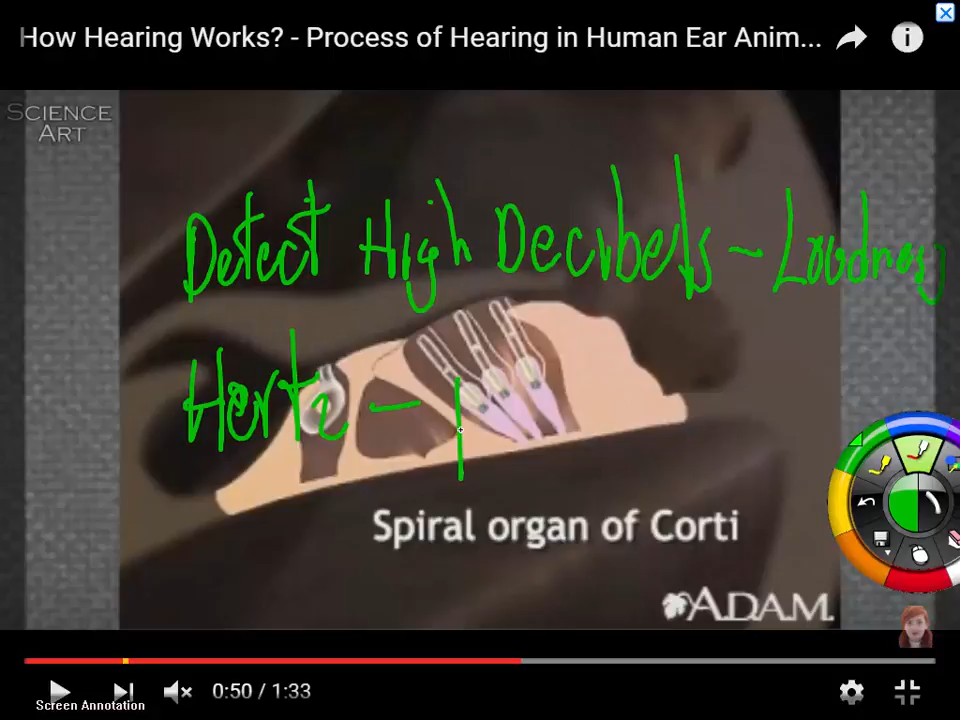 How Hearing Works? - Process of Hearing in Human Ear Anim...
SCIENCE
ART
Detect High Decibels - Loudness
Hertz -
Spiral organ of Corti
A.D.A.M.
0:50 / 1:33
Screen Annotation